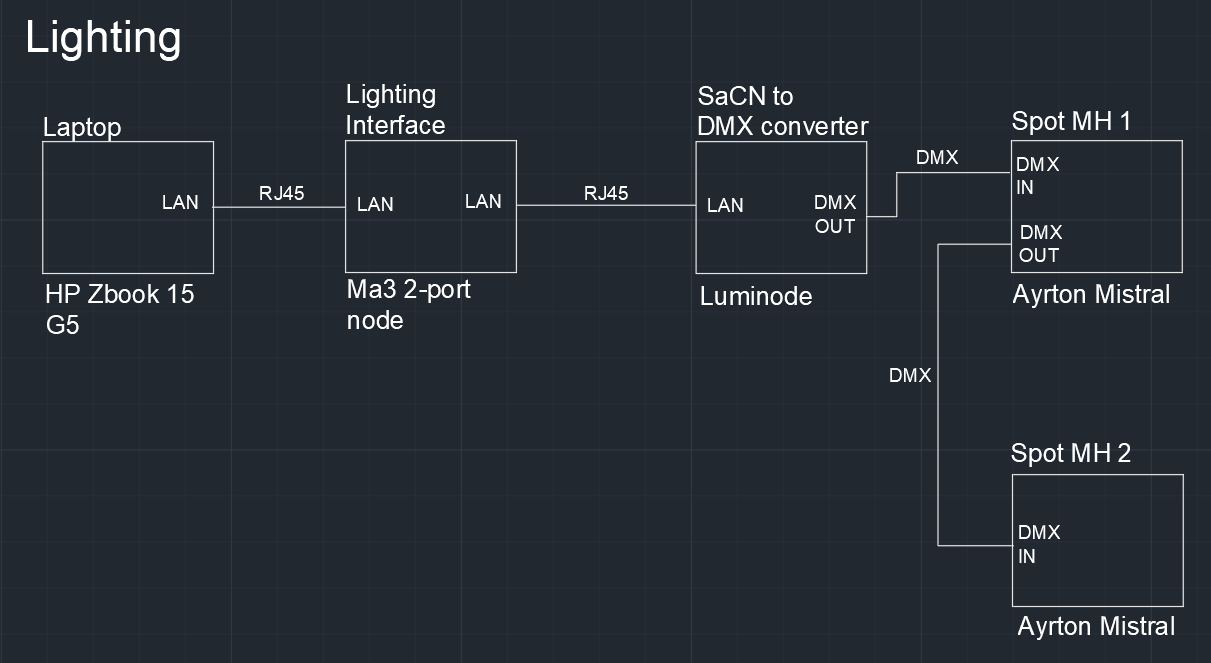 Lighting
Laptop
LAN
HP Zbook 15
G5
RJ45
Lighting
Interface
LAN
LAN
Ma3 2-port
node
RJ45
SaCN to
DMX converter
LAN
DMX
OUT
Luminode
DMX
Spot MH 1
DMX
IN
DMX
OUT
Ayrton Mistral
DMX
Spot MH 2
DMX
IN
Ayrton Mistral